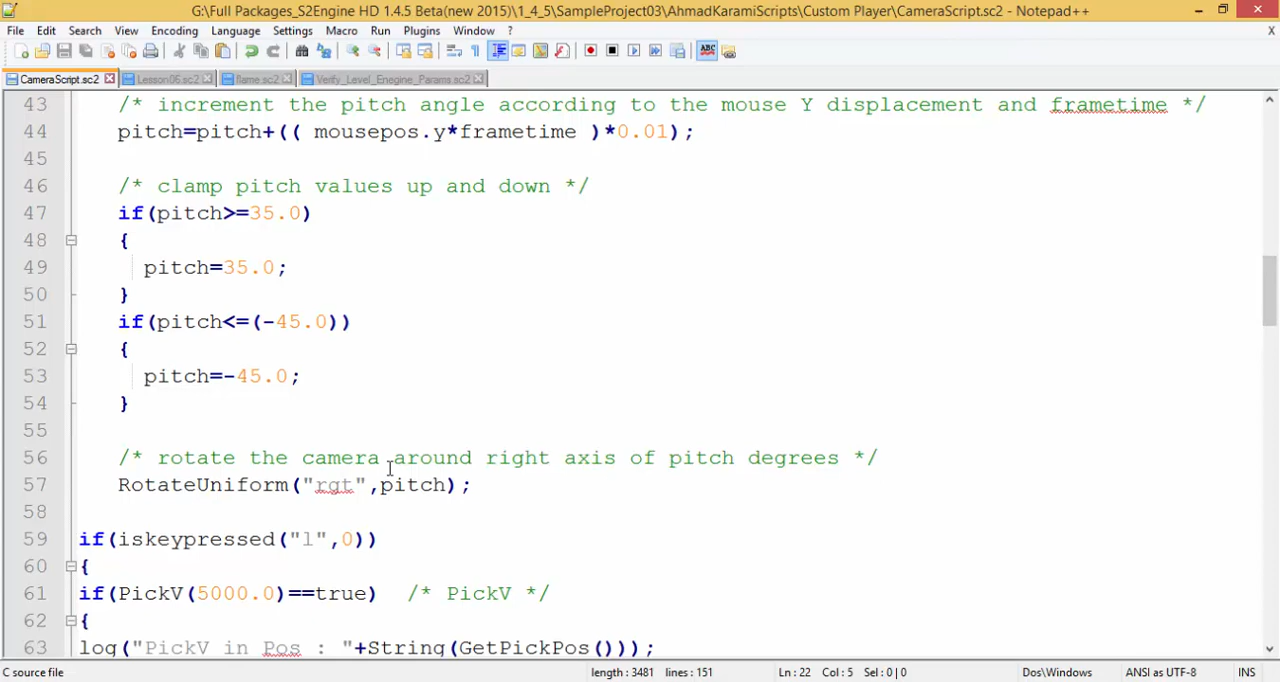 G:\Full Packages_S2Engine HD 1.4.5 Beta(new 2015)\1_4_5\SampleProject03\AhmadKaramiScripts\Custom Player\CameraScript.sc2 - Notepad++
File Edit Search View Encoding Language Settings Macro Run Plugins Window ? X
CameraScript.sc2 Lesson06.sc2 flame.sc2 Verify_Level_Enegine_Params.sc2
43 /* increment the pitch angle according to the mouse Y displacement and frametime */
44 pitch=pitch+(( mousepos.y*frametime )*0.01);
45
46 /* clamp pitch values up and down */
47 if(pitch>=35.0)
48 {
49 pitch=35.0;
50 }
51 if(pitch<=(-45.0))
52 {
53 pitch=-45.0;
54 }
55
56 /* rotate the camera around right axis of pitch degrees */
57 RotateUniform("rgt",pitch);
58
59 if(iskeypressed("l",0))
60 {
61 if(PickV(5000.0)==true) /* PickV */
62 {
63 log("PickV in Pos : "+String(GetPickPos()));
C source file length : 3481 lines : 151 Ln : 22 Col : 5 Sel : 0 | 0 Dos\Windows ANSI as UTF-8 INS